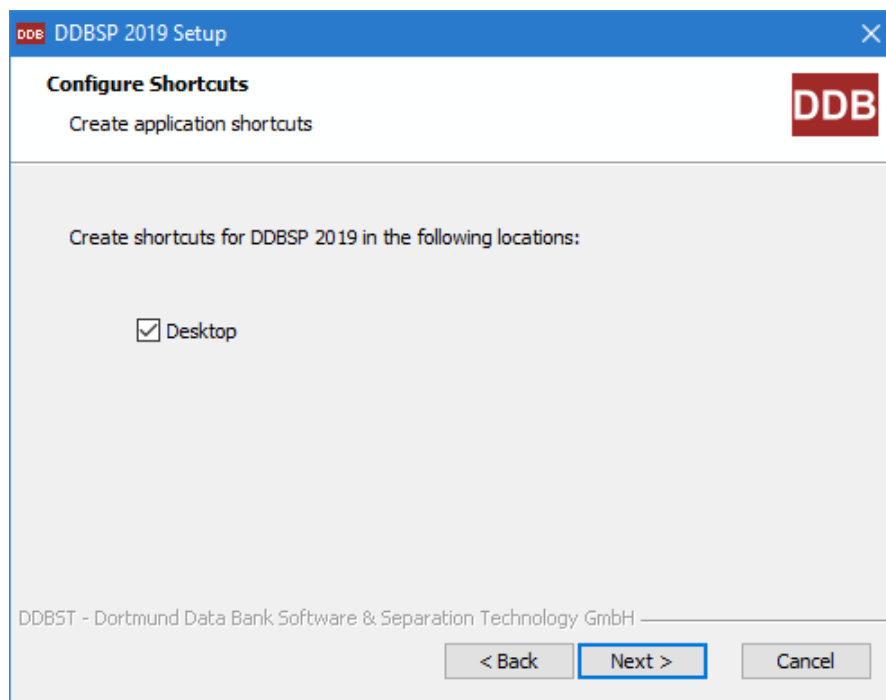 DDB DDBSP 2019 Setup
Configure Shortcuts
Create application shortcuts
DDB
Create shortcuts for DDBSP 2019 in the following locations:
Desktop
DDBST - Dortmund Data Bank Software & Separation Technology GmbH
< Back Next > Cancel